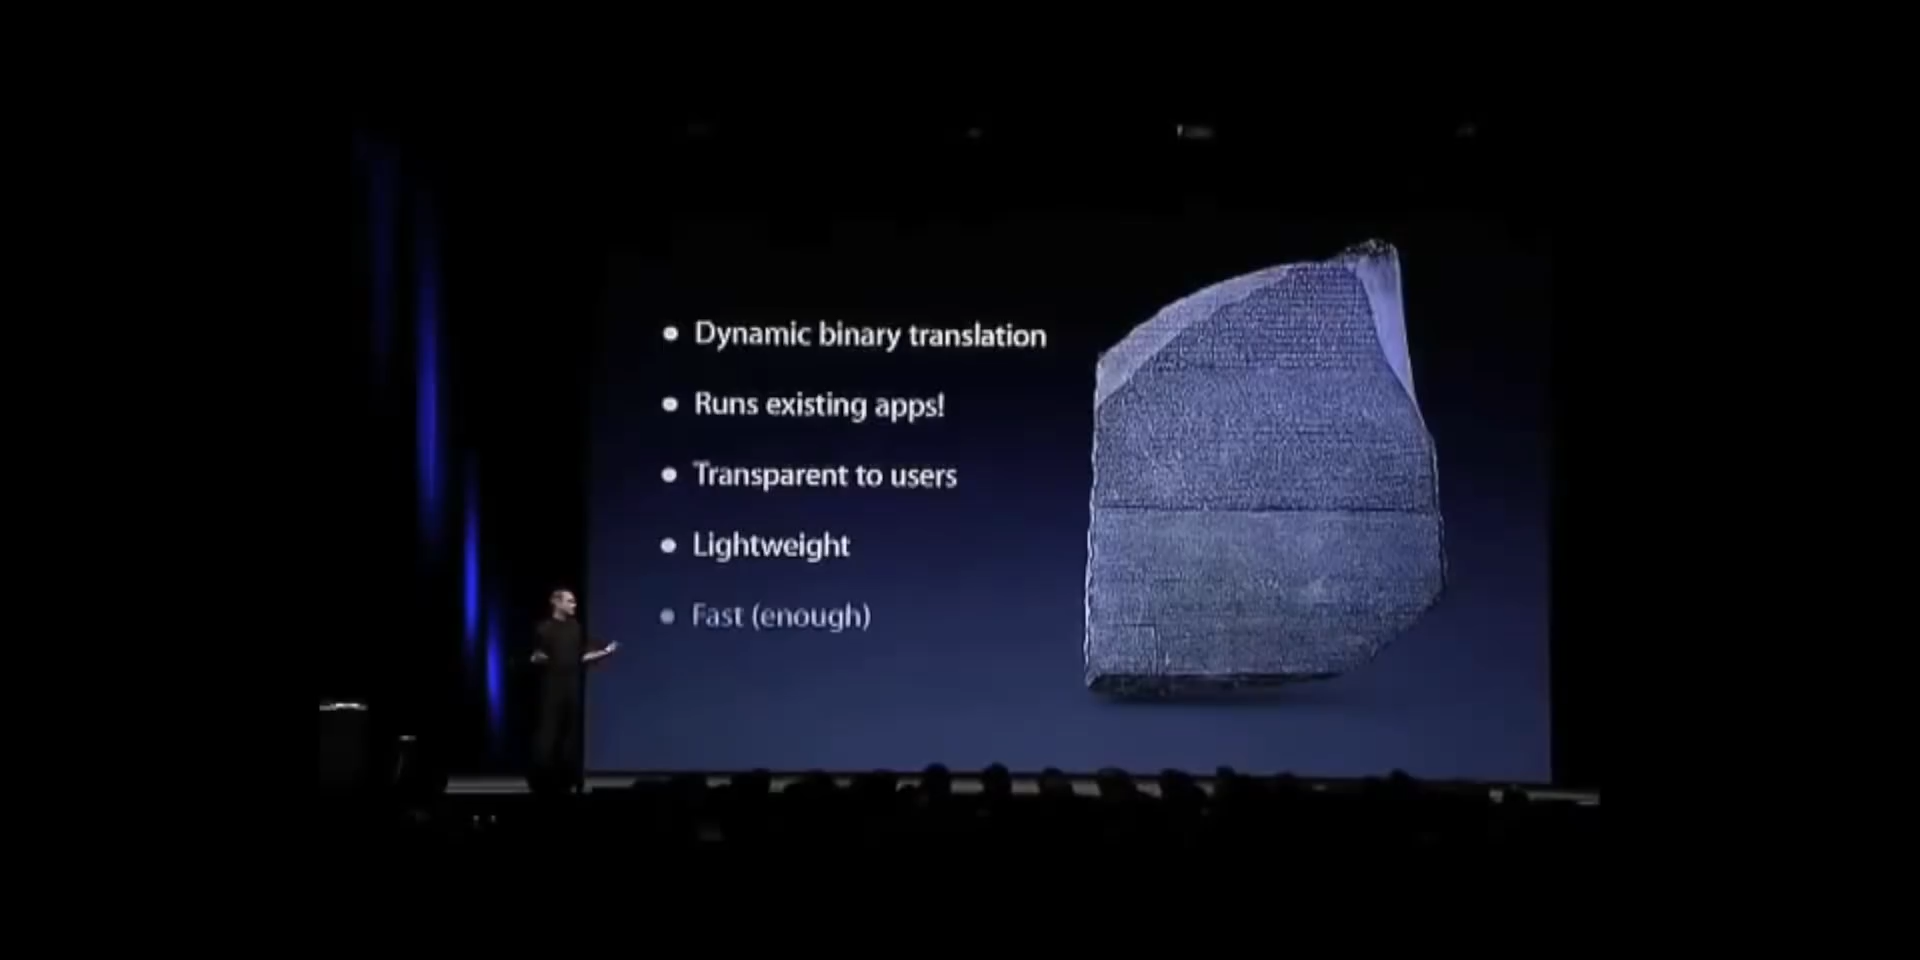 Dynamic binary translation
Runs existing apps!
Transparent to users
Lightweight
Fast (enough)